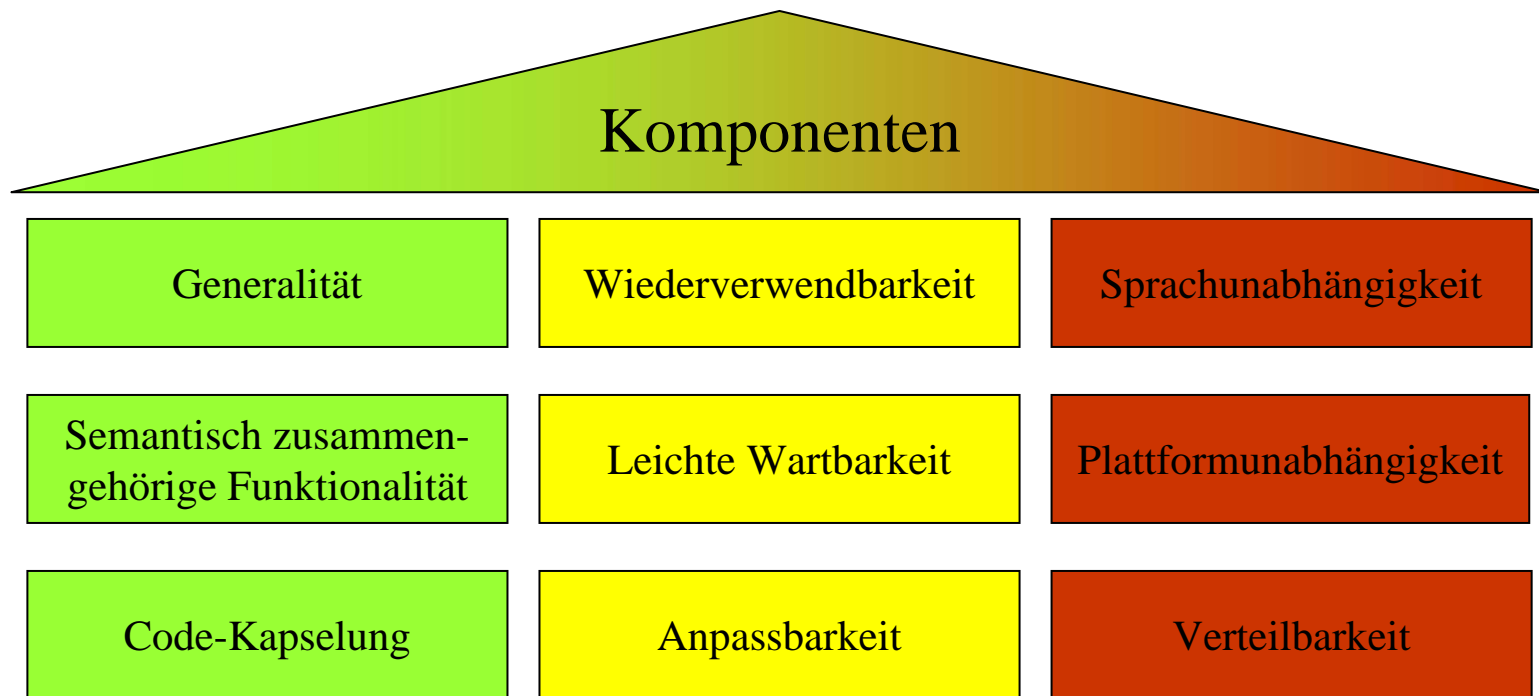 Komponenten
Generalität
Wiederverwendbarkeit
Sprachunabhängigkeit
Semantisch zusammen-
gehörige Funktionalität
Leichte Wartbarkeit
Plattformunabhängigkeit
Code-Kapselung
Anpassbarkeit
Verteilbarkeit